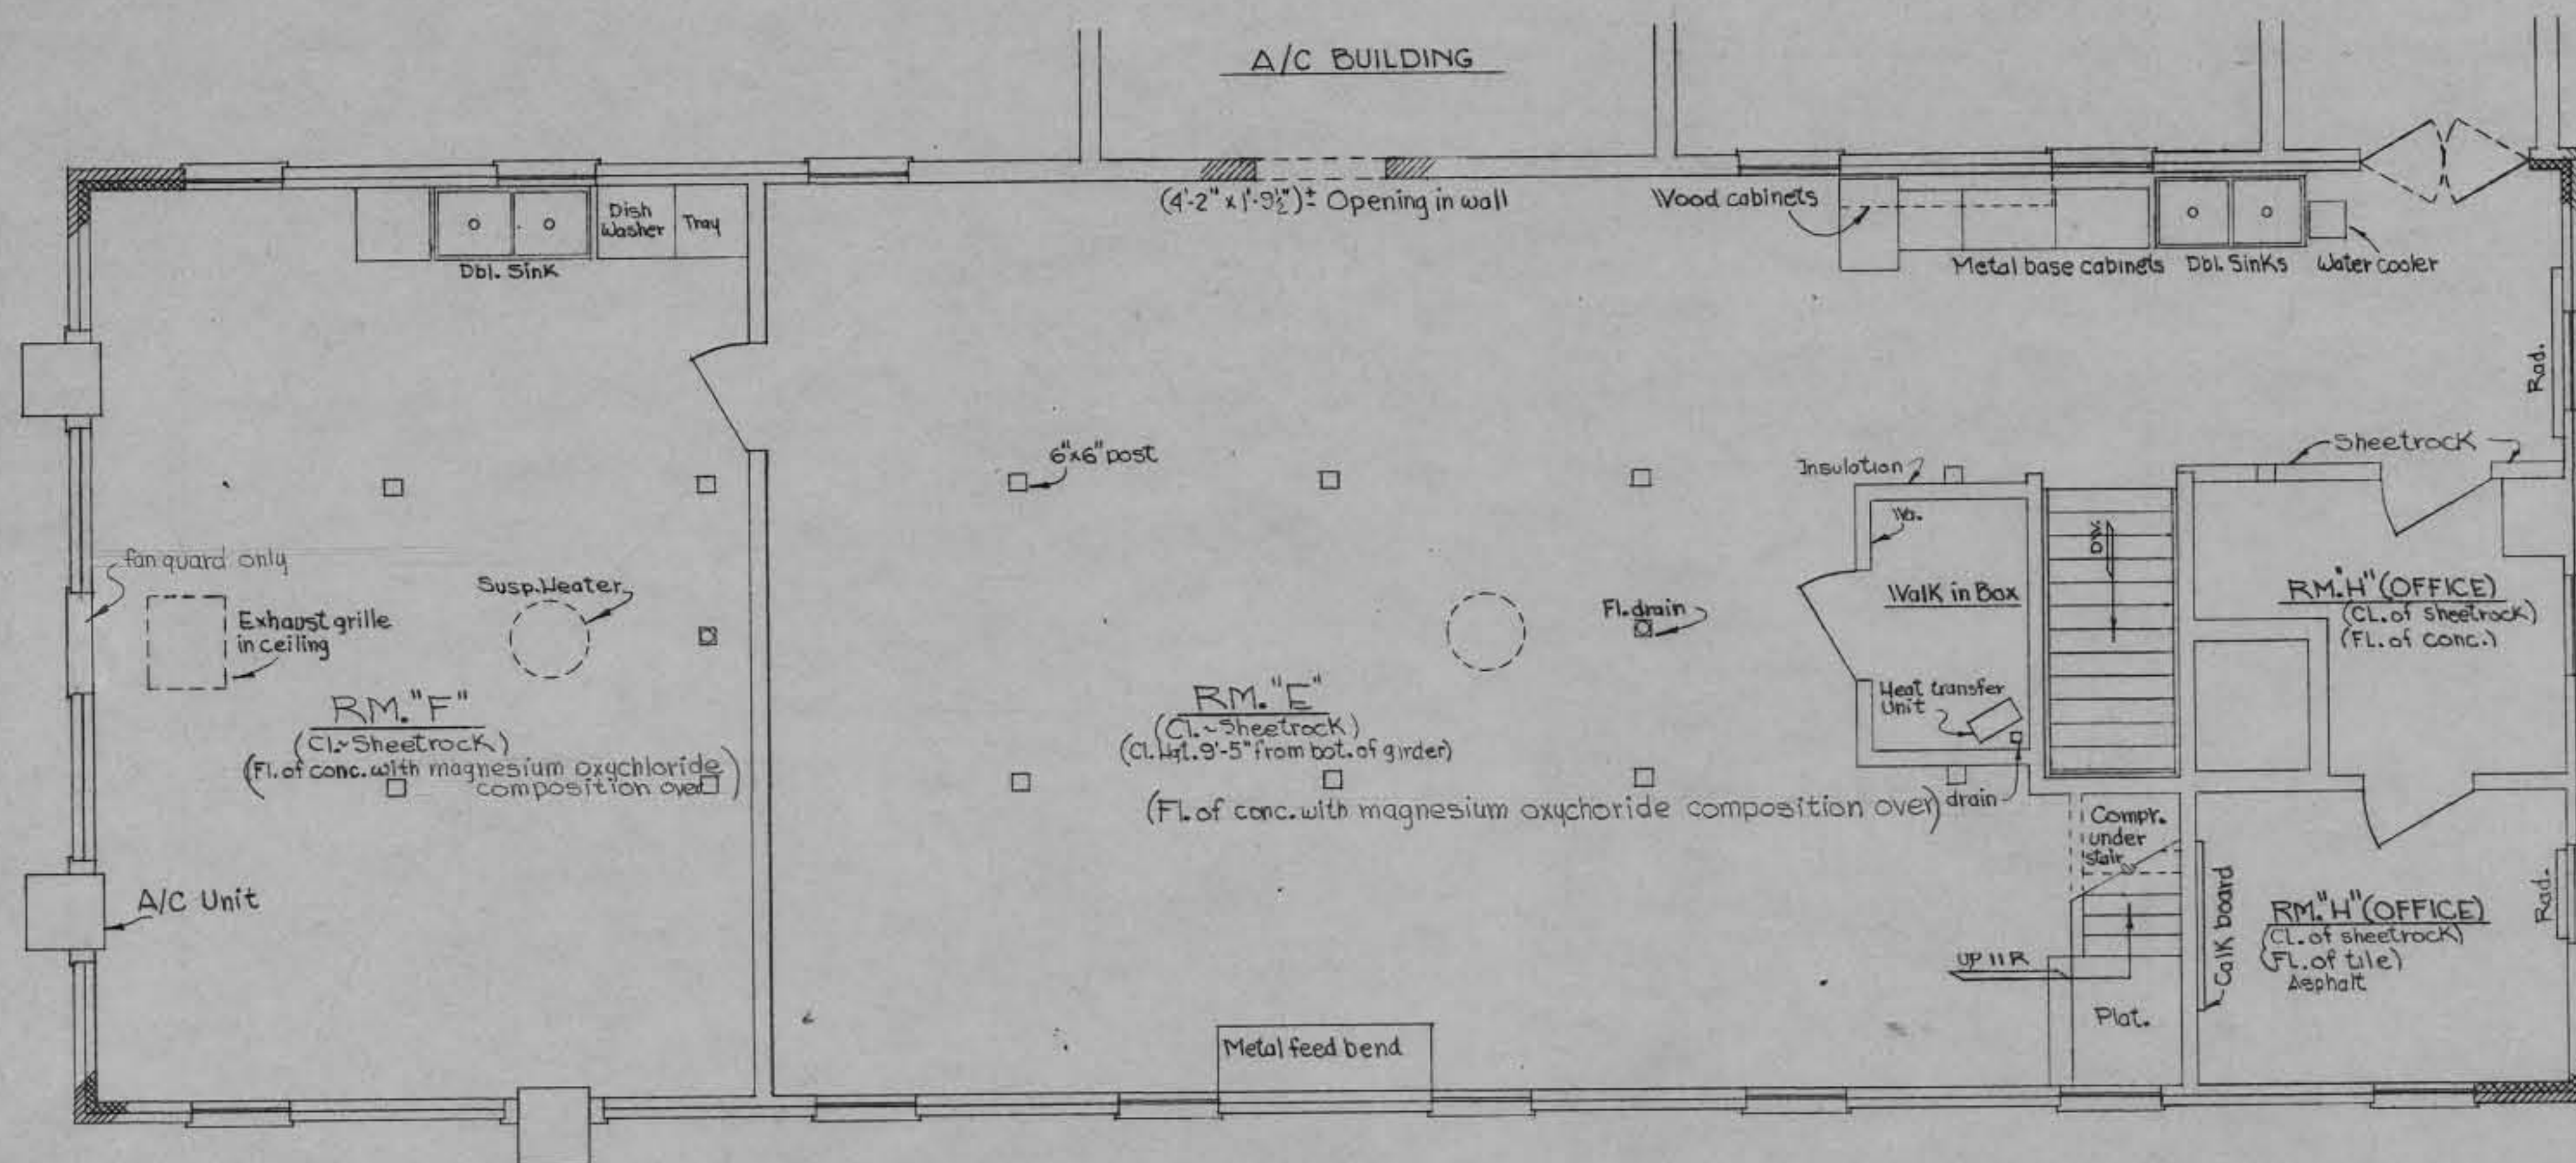 A/C BUILDING
(4'-2" x 1'-9½")± Opening in wall
Wood cabinets
Dish
Washer
Tray
Dbl. Sink
Metal base cabinets
Dbl. Sinks
Water cooler
Rad.
6"x6" post
Insulation
Sheetrock
DW.
fan quard only
Susp. Heater
Exhaust grille
in ceiling
Fl. drain
Walk in Box
RM. "H" (OFFICE)
(CL. of sheetrock)
(FL. of conc.)
Heat transfer
Unit
RM. "F"
(Cl.~Sheetrock)
(Fl. of conc. with magnesium oxychloride
composition over)
RM. "E"
(Cl.~Sheetrock)
(Cl. Hgt. 9'-5" from bot. of girder)
(Fl. of conc. with magnesium oxychoride composition over)
drain
Compr.
under
stair
A/C Unit
UP 11 R
Plat.
Calk board
RM. "H" (OFFICE)
(CL. of sheetrock)
(FL. of tile)
Asphalt
Rad.
Metal feed bend